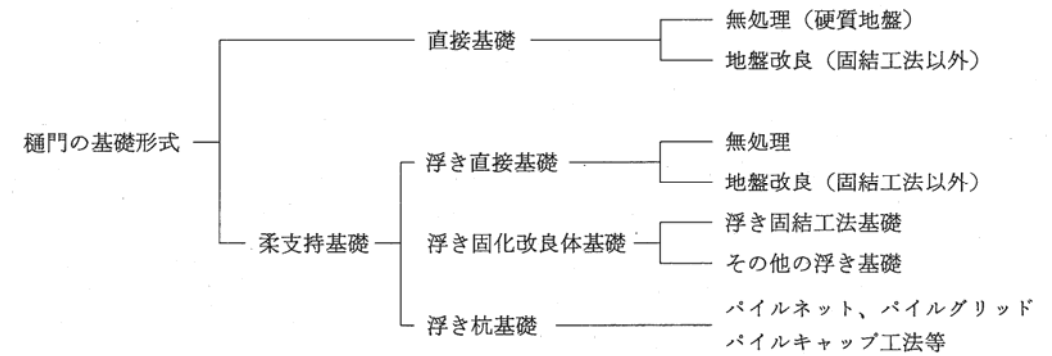 樋門の基礎形式
直接基礎
無処理（硬質地盤）
地盤改良（固結工法以外）
柔支持基礎
浮き直接基礎
無処理
地盤改良（固結工法以外）
浮き固化改良体基礎
浮き固結工法基礎
その他の浮き基礎
浮き杭基礎
パイルネット、パイルグリッド
パイルキャップ工法等